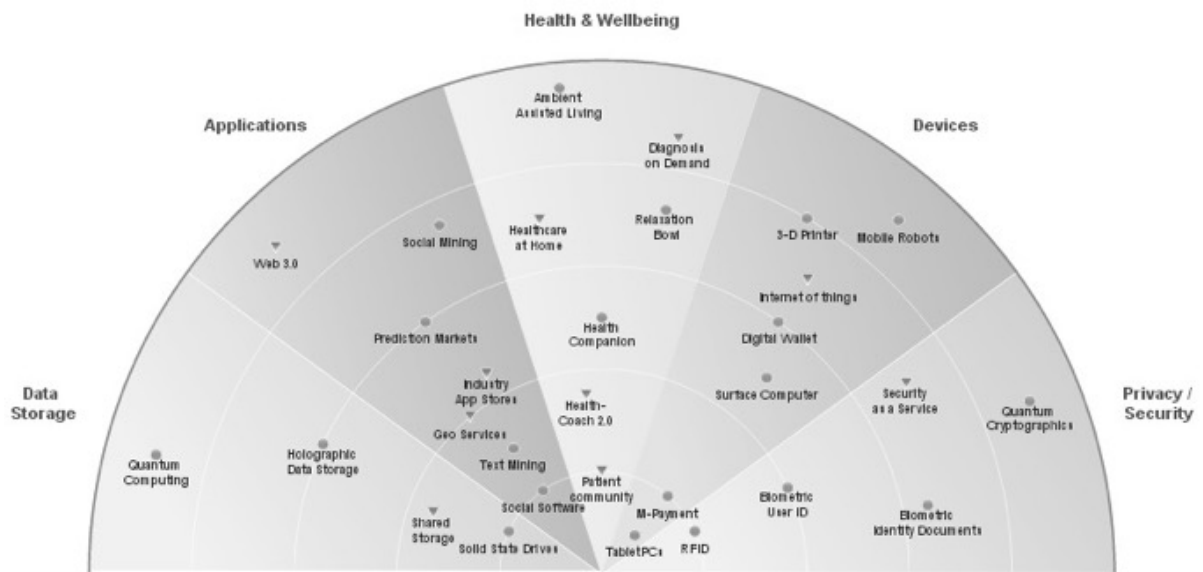 Health & Wellbeing
Applications
Devices
Data
Storage
Privacy /
Security
Ambient
Assisted Living
Diagnosis
on Demand
Healthcare
at Home
Relaxation
Bowl
Social Mining
Web 3.0
3-D Printer
Mobile Robots
Internet of things
Prediction Markets
Health
Companion
Digital Wallet
Industry
App Stores
Health-
Coach 2.0
Surface Computer
Security
as a Service
Quantum
Cryptographics
Geo Services
Text Mining
Holographic
Data Storage
Quantum
Computing
Social Software
Patient
community
M-Payment
Biometric
User ID
Biometric
Identity Documents
Shared
Storage
Solid State Drives
TabletPCs
RFID